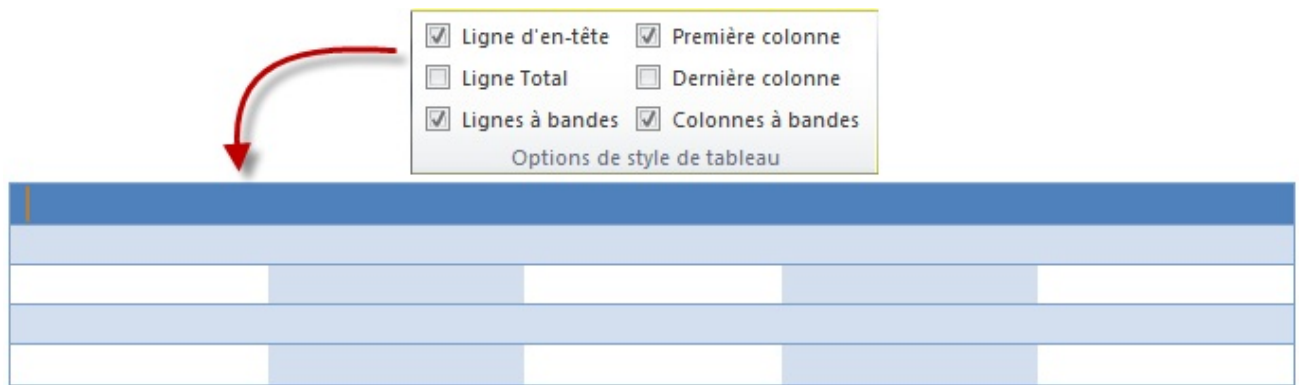 Ligne d'en-tête Première colonne
Ligne Total Dernière colonne
Lignes à bandes Colonnes à bandes
Options de style de tableau